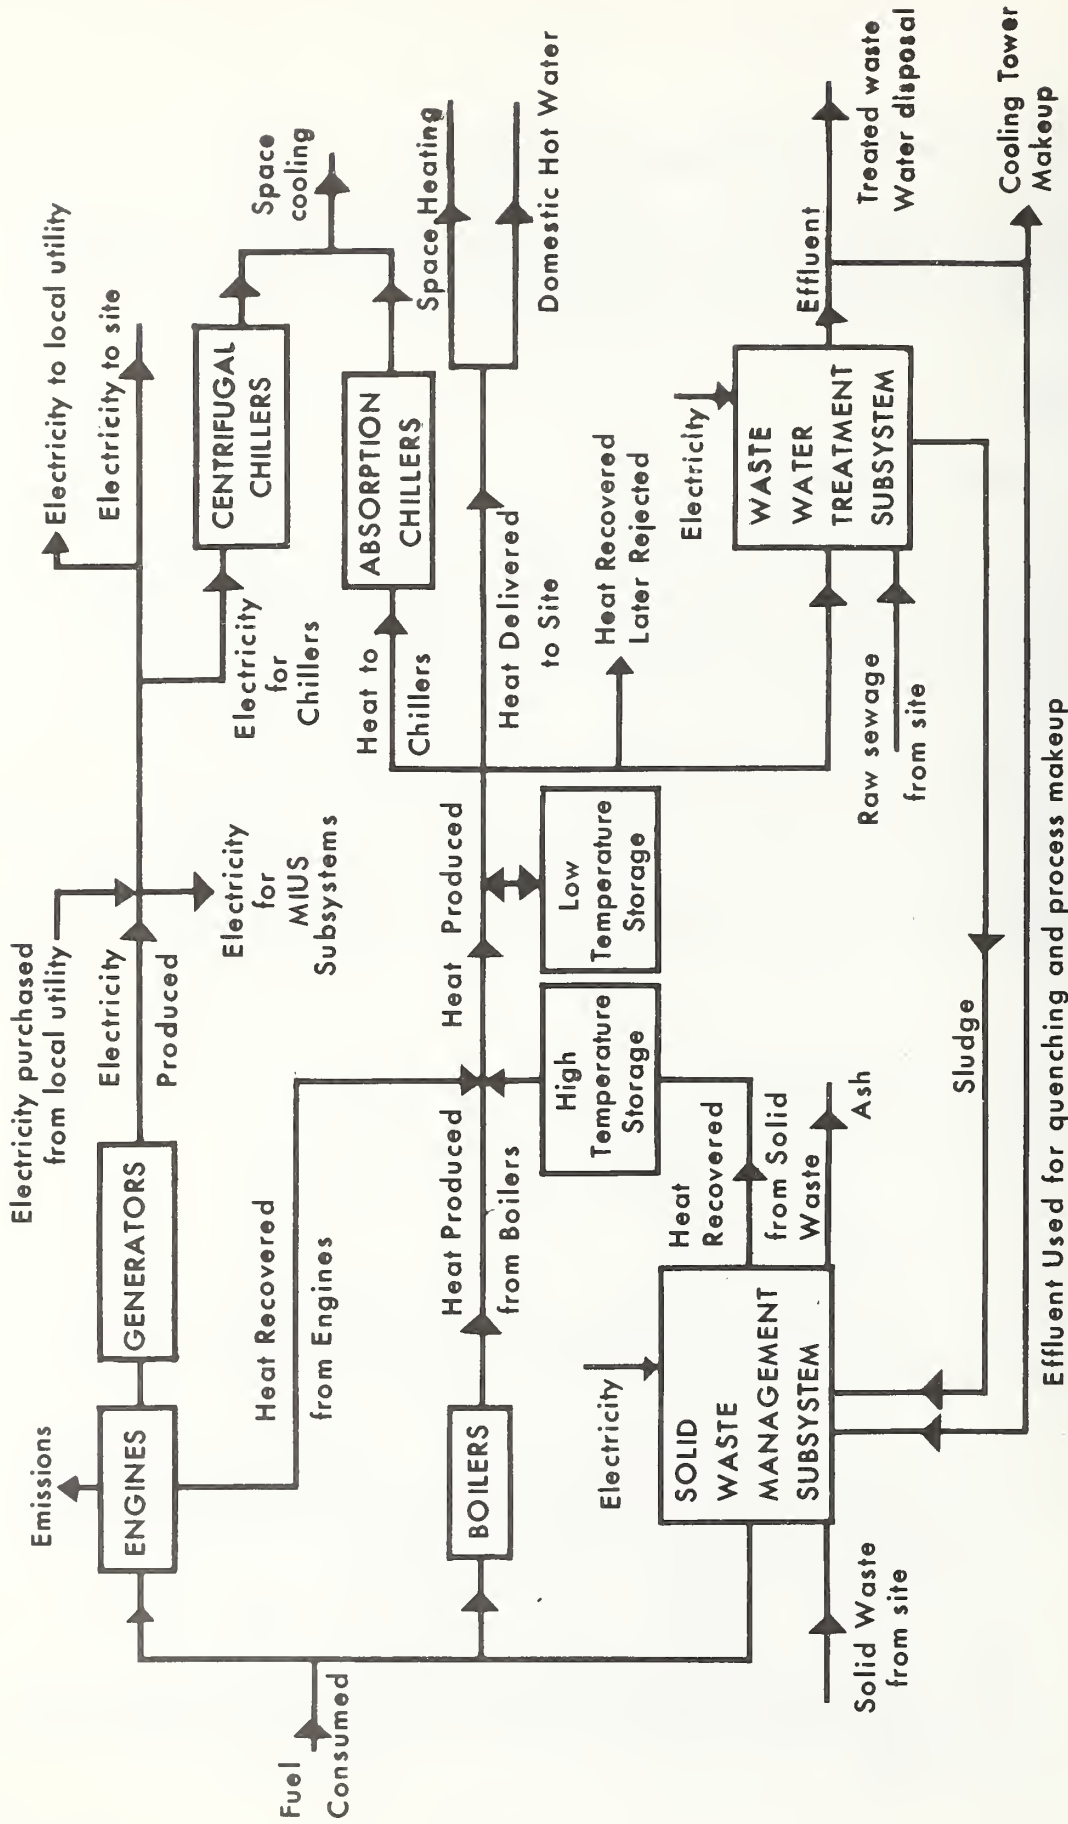 Electricity purchased
from local utility
Electricity to local utility
Electricity to site
Emissions
ENGINES
GENERATORS
Electricity
Produced
Electricity
for
MIUS
Subsystems
Electricity
for
Chillers
CENTRIFUGAL
CHILLERS
Space
cooling
Fuel
Consumed
Heat Recovered
from Engines
Heat to
Chillers
ABSORPTION
CHILLERS
Space Heating
BOILERS
Heat Produced
from Boilers
Heat Produced
Heat Delivered
to Site
Domestic Hot Water
High
Temperature
Storage
Low
Temperature
Storage
Heat Recovered
Later Rejected
Electricity
SOLID
WASTE
MANAGEMENT
SUBSYSTEM
Heat
Recovered
from Solid
Waste
Ash
Electricity
WASTE
WATER
TREATMENT
SUBSYSTEM
Effluent
Treated waste
Water disposal
Solid Waste
from site
Raw sewage
from site
Sludge
Cooling Tower
Makeup
Effluent Used for quenching and process makeup